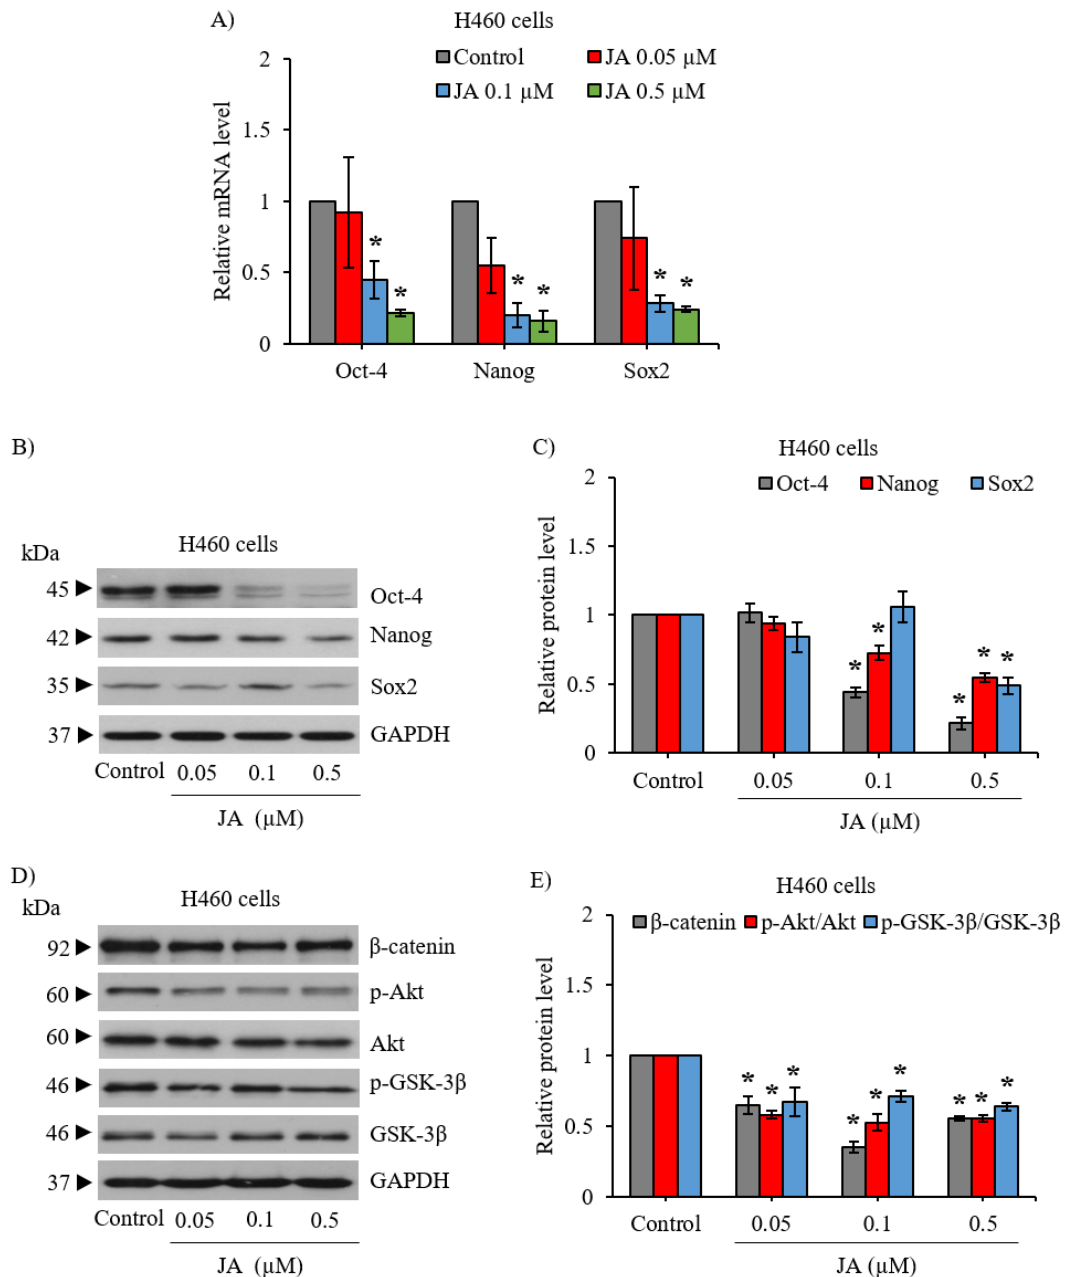 A)
H460 cells
Control
JA 0.05 µM
JA 0.1 µM
JA 0.5 µM
Relative mRNA level
2
1.5
1
0.5
0
* * * * * *
Oct-4 Nanog Sox2
B)
H460 cells
kDa
45 Oct-4
42 Nanog
35 Sox2
37 GAPDH
Control 0.05 0.1 0.5
JA (µM)
C)
H460 cells
Oct-4 Nanog Sox2
Relative protein level
2
1.5
1
0.5
0
* * * * *
Control 0.05 0.1 0.5
JA (µM)
D)
H460 cells
kDa
92 β-catenin
60 p-Akt
60 Akt
46 p-GSK-3β
46 GSK-3β
37 GAPDH
Control 0.05 0.1 0.5
JA (µM)
E)
H460 cells
β-catenin p-Akt/Akt p-GSK-3β/GSK-3β
Relative protein level
2
1.5
1
0.5
0
* * * * * * * * *
Control 0.05 0.1 0.5
JA (µM)